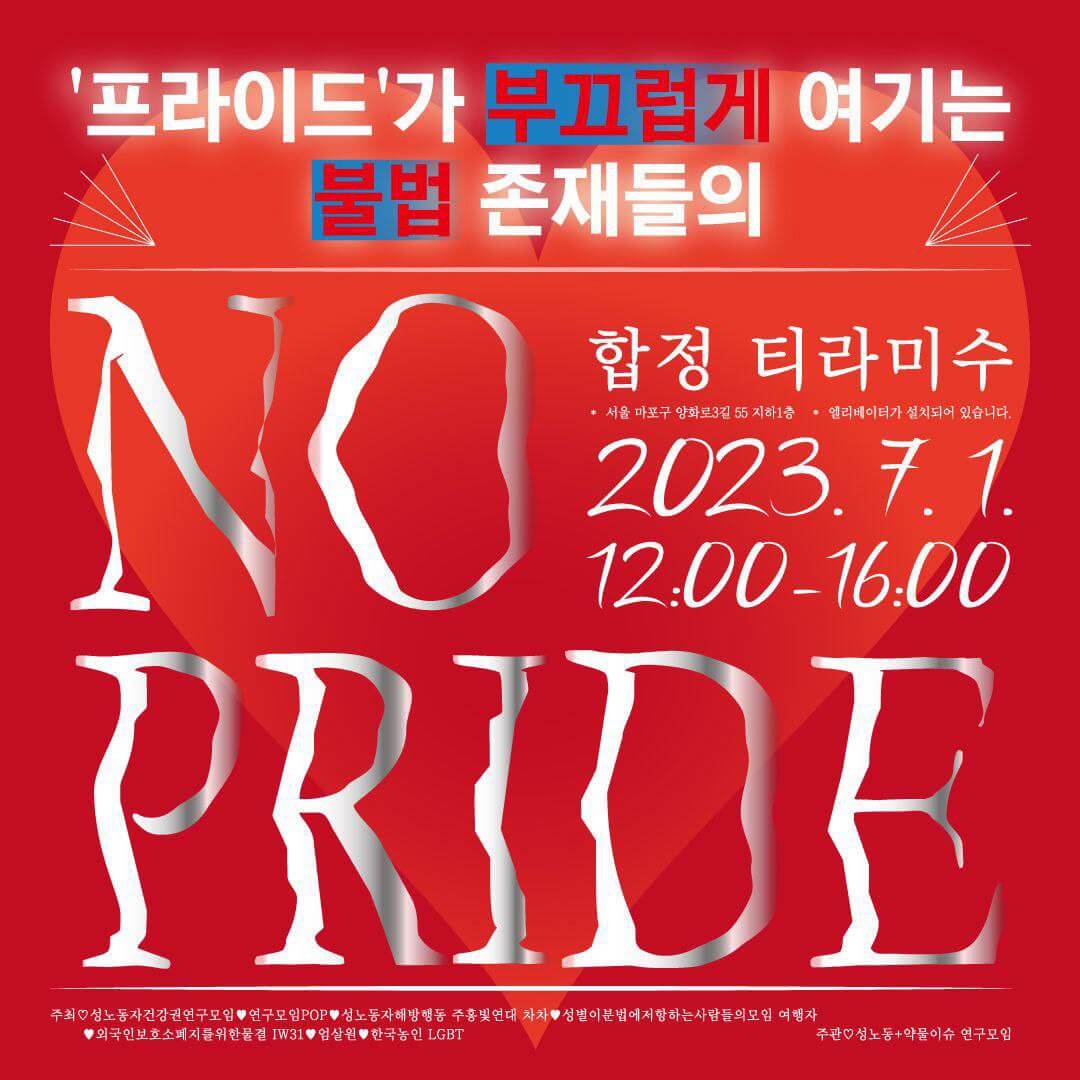 '프라이드'가 부끄럽게 여기는
불법 존재들의
NO
합정 티라미수
* 서울 마포구 양화로3길 55 지하1층 * 엘리베이터가 설치되어 있습니다.
2023. 7. 1.
12:00-16:00
PRIDE
주최♡성노동자건강권연구모임♥연구모임POP♥성노동자해방행동 주홍빛연대 차차♥성별이분법에저항하는사람들의모임 여행자
♥외국인보호소폐지를위한물결 IW31♥엄살원♥한국농인 LGBT
주관♡성노동+약물이슈 연구모임